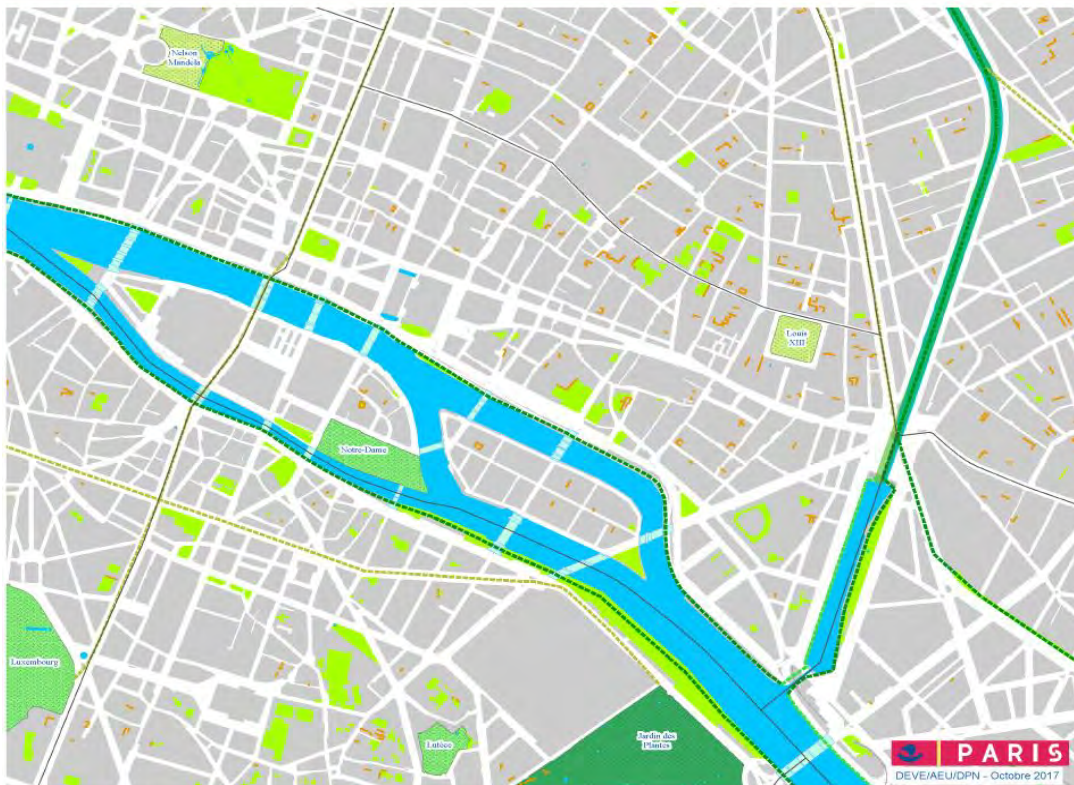 Nelson
Mandela
Louis
XIII
Notre-Dame
Luxembourg
Lutèce
Jardin des
Plantes
PARIS
DEVE/AEU/DPN - Octobre 2017